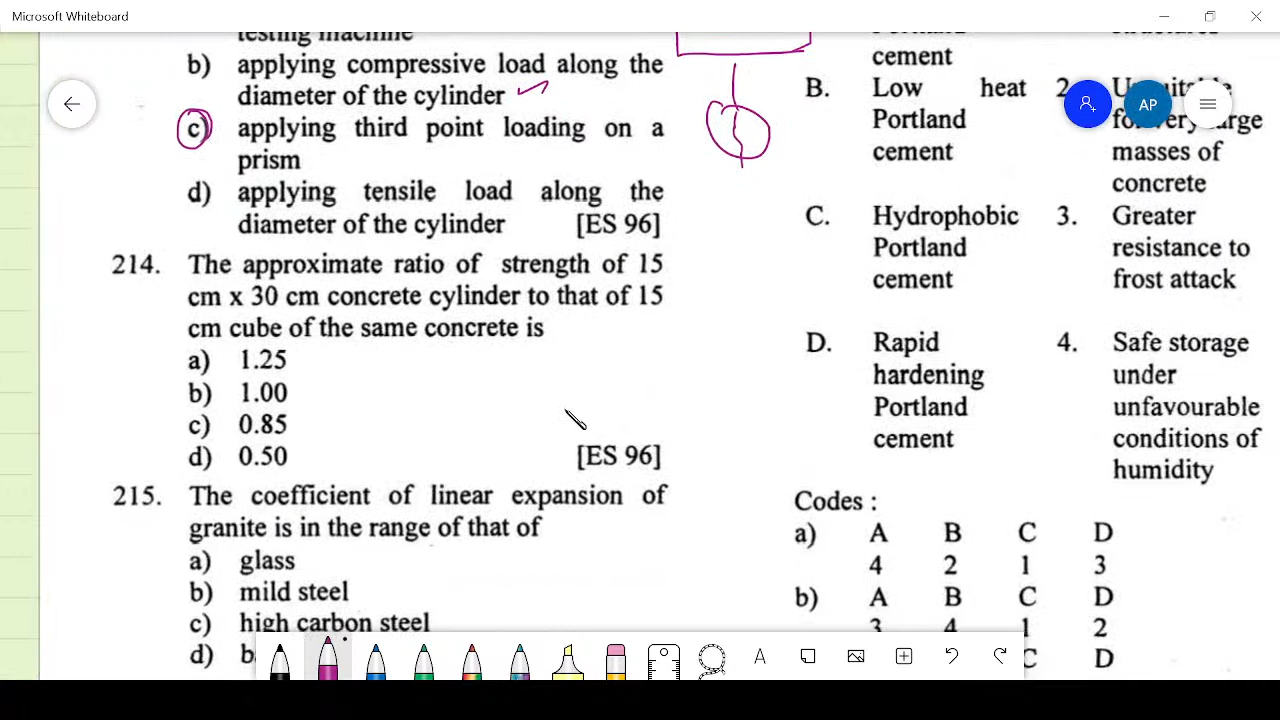 Microsoft Whiteboard
testing machine
b) applying compressive load along the
diameter of the cylinder
c) applying third point loading on a
prism
d) applying tensile load along the
diameter of the cylinder [ES 96]
214. The approximate ratio of strength of 15
cm x 30 cm concrete cylinder to that of 15
cm cube of the same concrete is
a) 1.25
b) 1.00
c) 0.85
d) 0.50 [ES 96]
215. The coefficient of linear expansion of
granite is in the range of that of
a) glass
b) mild steel
c) high carbon steel
d) b
Portland
cement
B. Low heat 2
Portland for very large
cement masses of
concrete
C. Hydrophobic 3. Greater
Portland resistance to
cement frost attack
D. Rapid 4. Safe storage
hardening under
Portland unfavourable
cement conditions of
humidity
Codes :
a) A B C D
4 2 1 3
b) A B C D
3 4 1 2
C D
AP
A